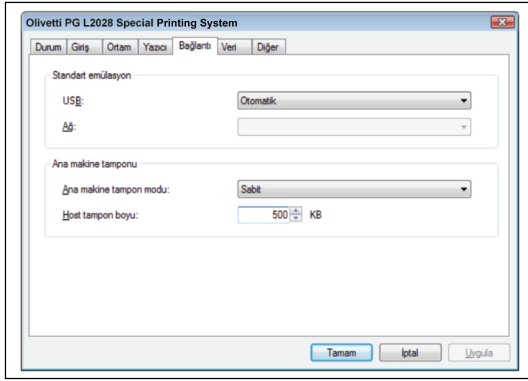 Olivetti PG L2028 Special Printing System
Durum Giriş Ortam Yazıcı Bağlantı Veri Diğer
Standart emülasyon
USB: Otomatik
Ağ:
Ana makine tamponu
Ana makine tampon modu: Sabit
Host tampon boyu: 500 KB
Tamam İptal Uygula